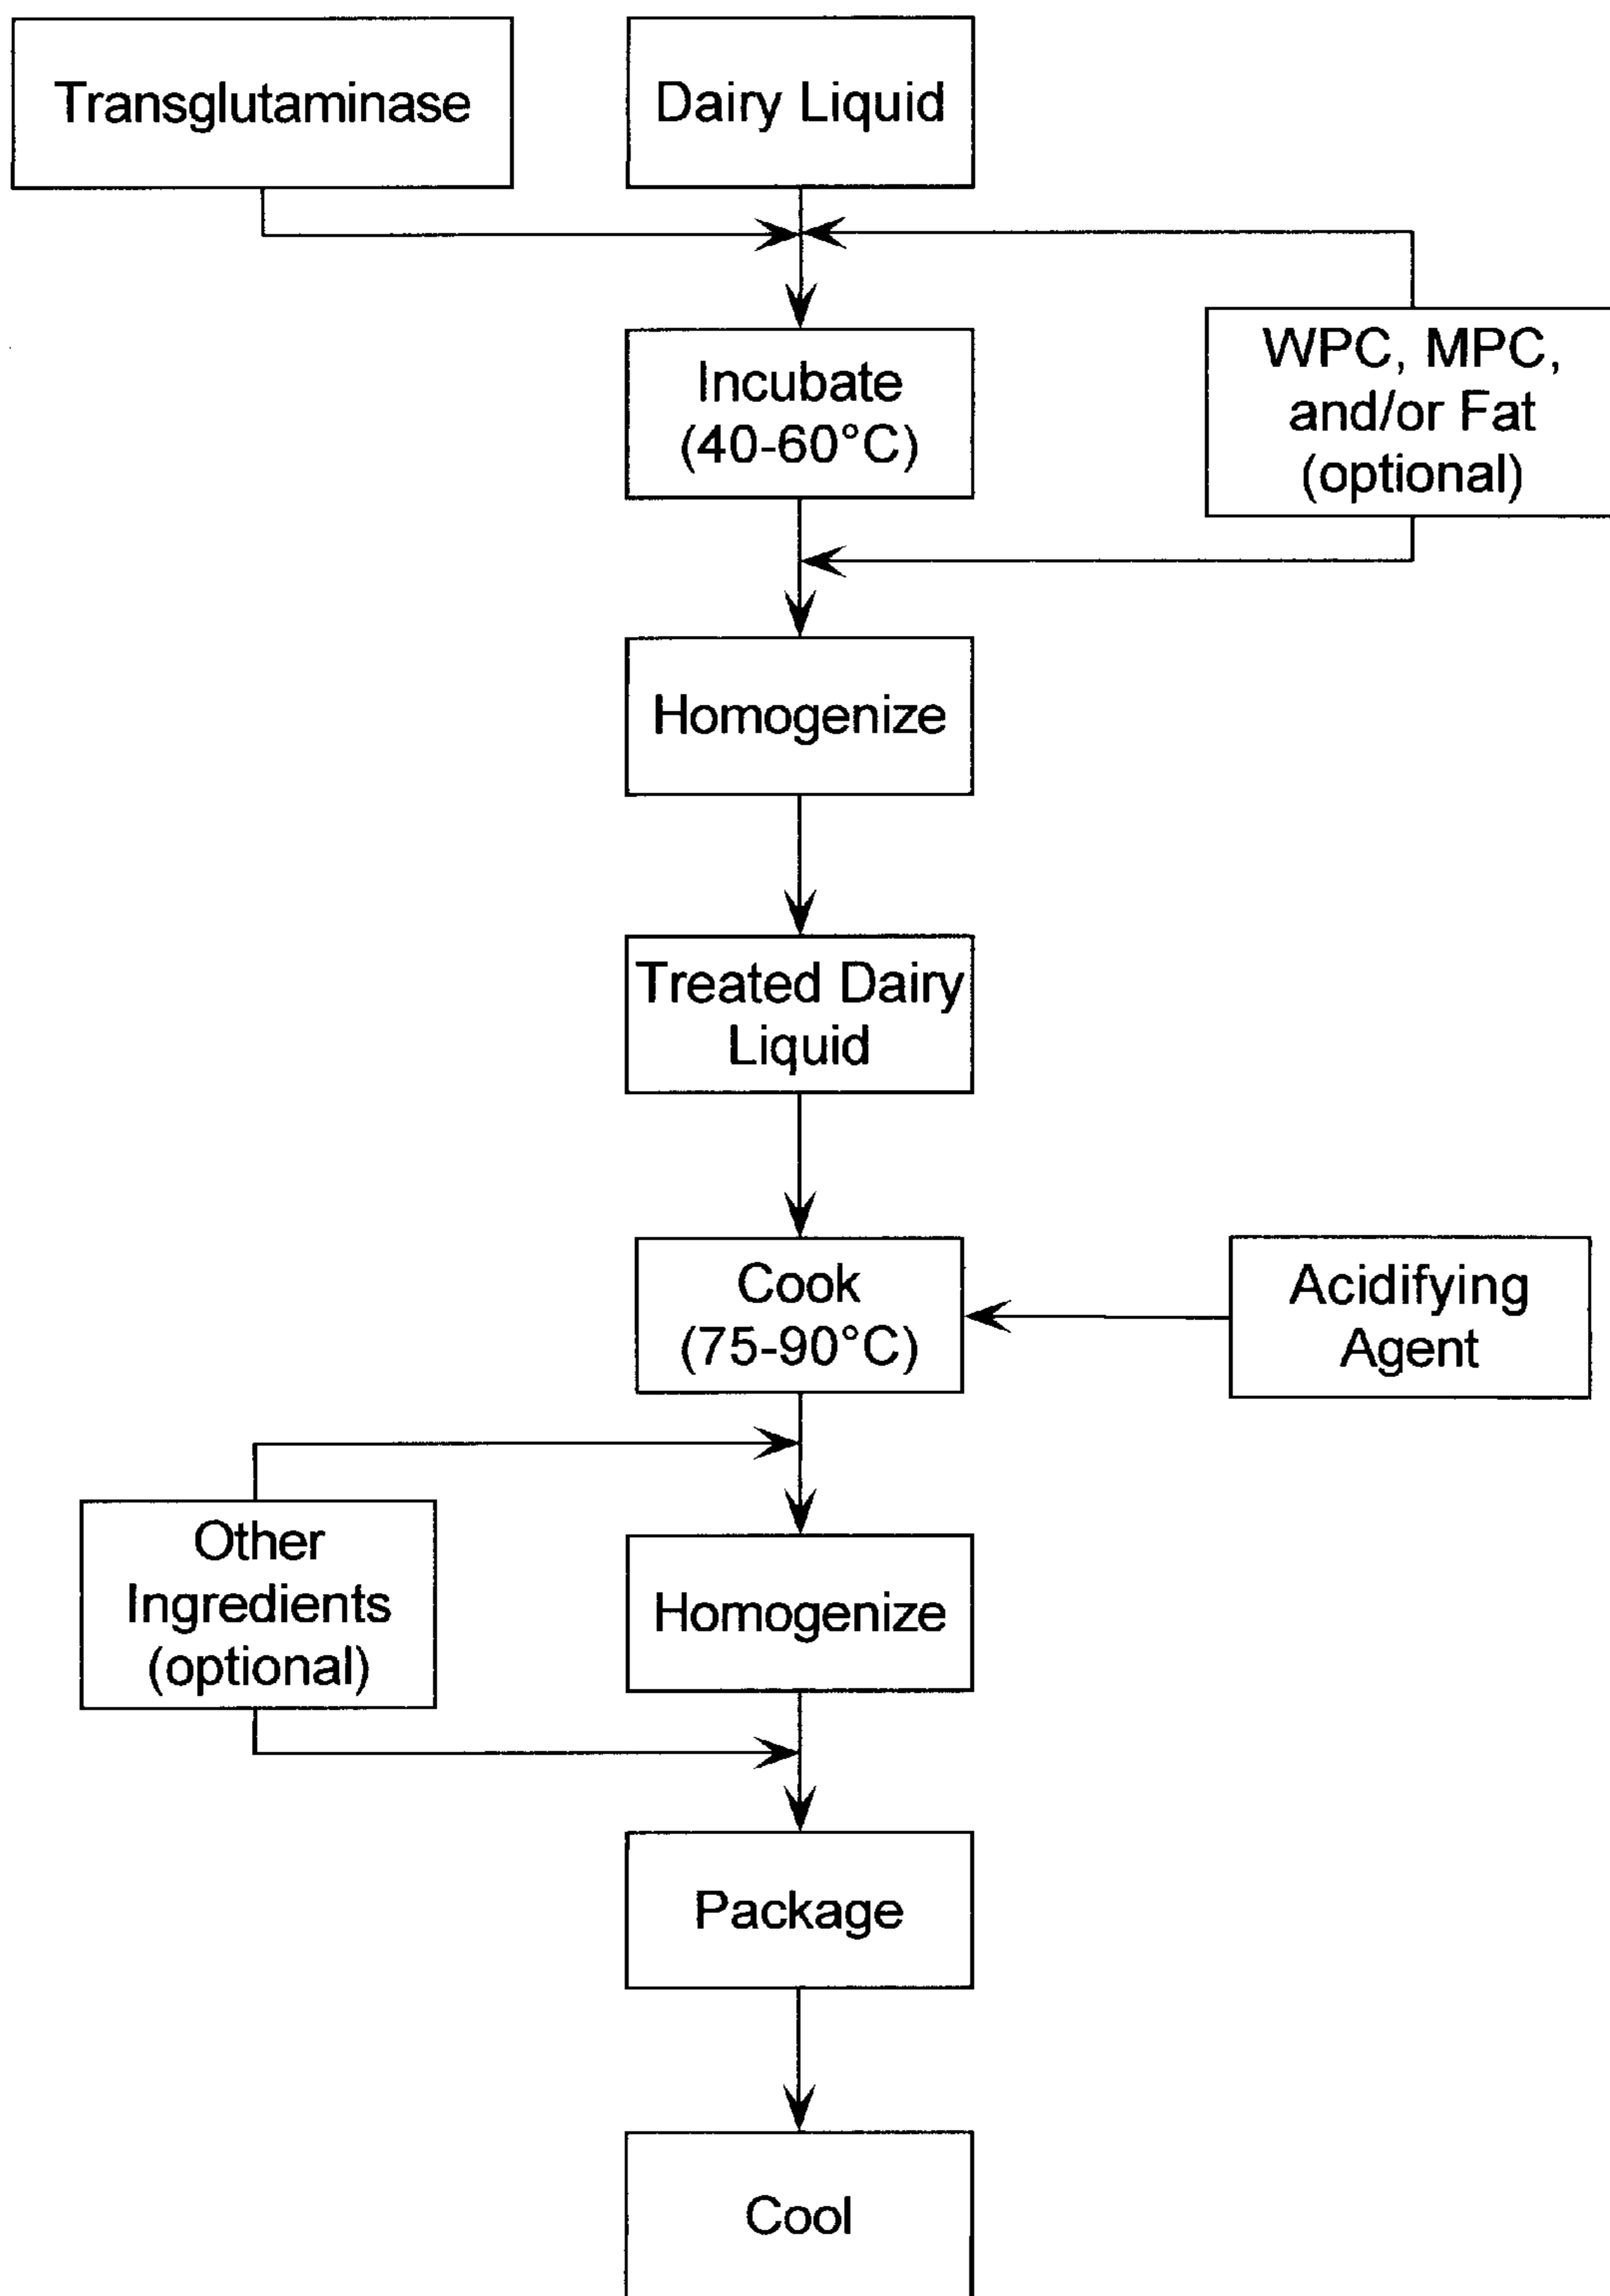 Transglutaminase
Dairy Liquid
Incubate
(40-60°C)
WPC, MPC,
and/or Fat
(optional)
Homogenize
Treated Dairy
Liquid
Cook
(75-90°C)
Acidifying
Agent
Other
Ingredients
(optional)
Homogenize
Package
Cool